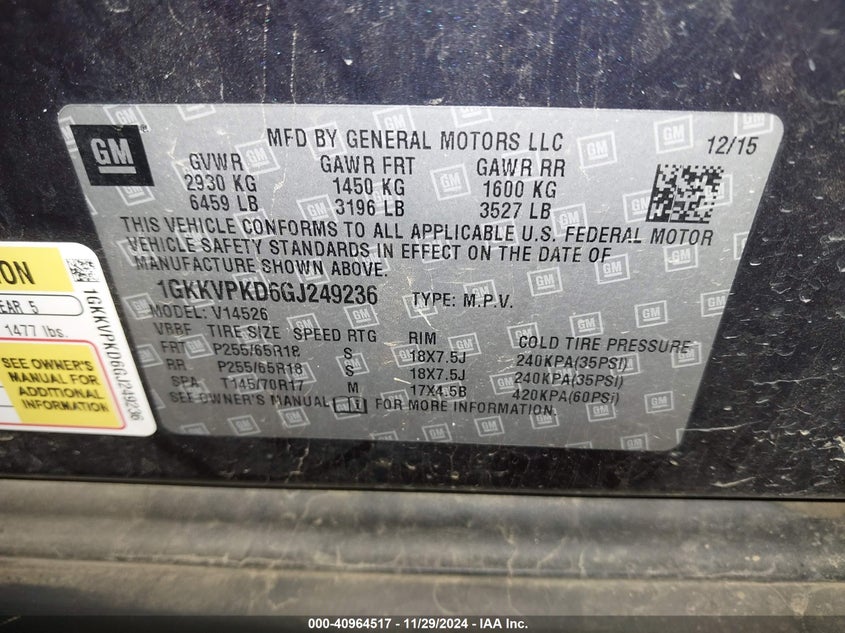 GM
MFD BY GENERAL MOTORS LLC 12/15
GVWR GAWR FRT GAWR RR
2930 KG 1450 KG 1600 KG
6459 LB 3196 LB 3527 LB
THIS VEHICLE CONFORMS TO ALL APPLICABLE U.S. FEDERAL MOTOR
VEHICLE SAFETY STANDARDS IN EFFECT ON THE DATE OF
MANUFACTURE SHOWN ABOVE.
1GKKVPKD6GJ249236 TYPE: M.P.V.
MODEL: V14526
VBBF TIRE SIZE SPEED RTG RIM COLD TIRE PRESSURE
FRT P255/65R18 S 18X7.5J 240KPA(35PSI)
RR P255/65R18 S 18X7.5J 240KPA(35PSI)
SPA T145/70R17 M 17X4.5B 420KPA(60PSi)
SEE OWNER'S MANUAL i FOR MORE INFORMATION.
ION
EAR 5
1477 lbs.
SEE OWNER'S
MANUAL FOR
ADDITIONAL
INFORMATION
1GKKVPKD6GJ249236
000-40964517 - 11/29/2024 - IAA Inc.